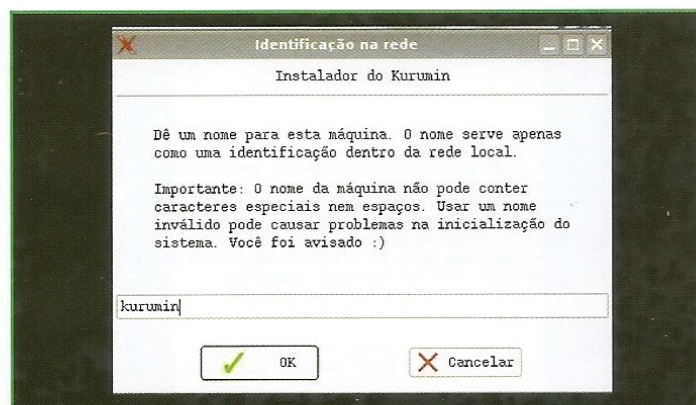 Identificação na rede
Instalador do Kurumin
Dê um nome para esta máquina. O nome serve apenas
como uma identificação dentro da rede local.
Importante: O nome da máquina não pode conter
caracteres especiais nem espaços. Usar um nome
inválido pode causar problemas na inicialização do
sistema. Você foi avisado :)
kurumin
OK
Cancelar